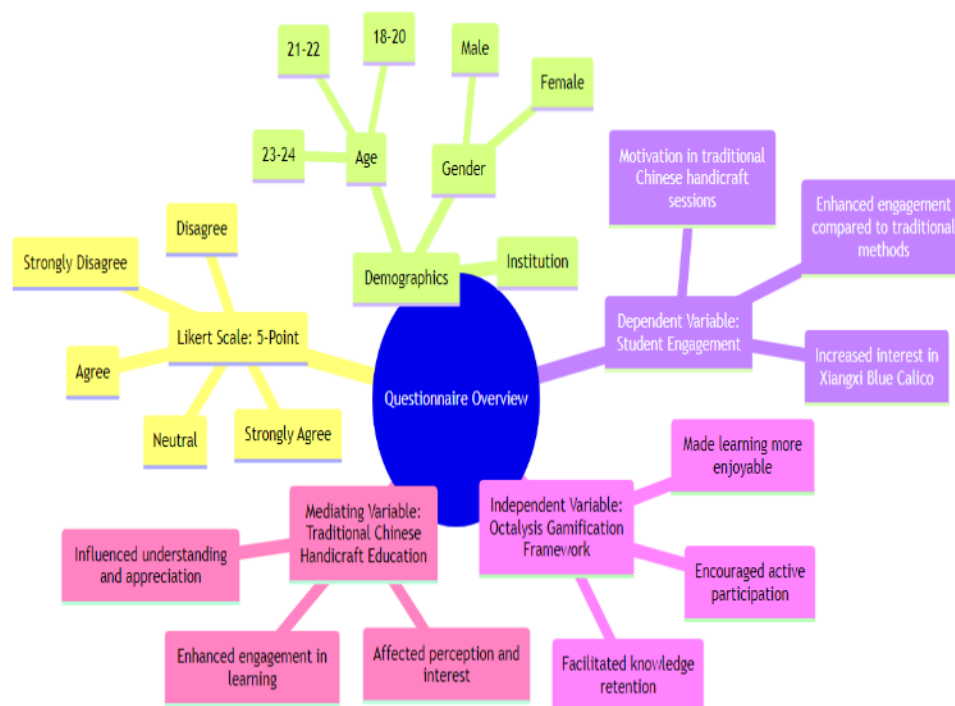 21-22
18-20
Male
Female
23-24
Age
Gender
Demographics
Institution
Motivation in traditional
Chinese handicraft
sessions
Enhanced engagement
compared to traditional
methods
Dependent Variable:
Student Engagement
Increased interest in
Xiangxi Blue Calico
Disagree
Strongly Disagree
Likert Scale: 5-Point
Agree
Neutral
Strongly Agree
Questionnaire Overview
Mediating Variable:
Traditional Chinese
Handicraft Education
Influenced understanding
and appreciation
Enhanced engagement in
learning
Affected perception and
interest
Independent Variable:
Octalysis Gamification
Framework
Made learning more
enjoyable
Encouraged active
participation
Facilitated knowledge
retention